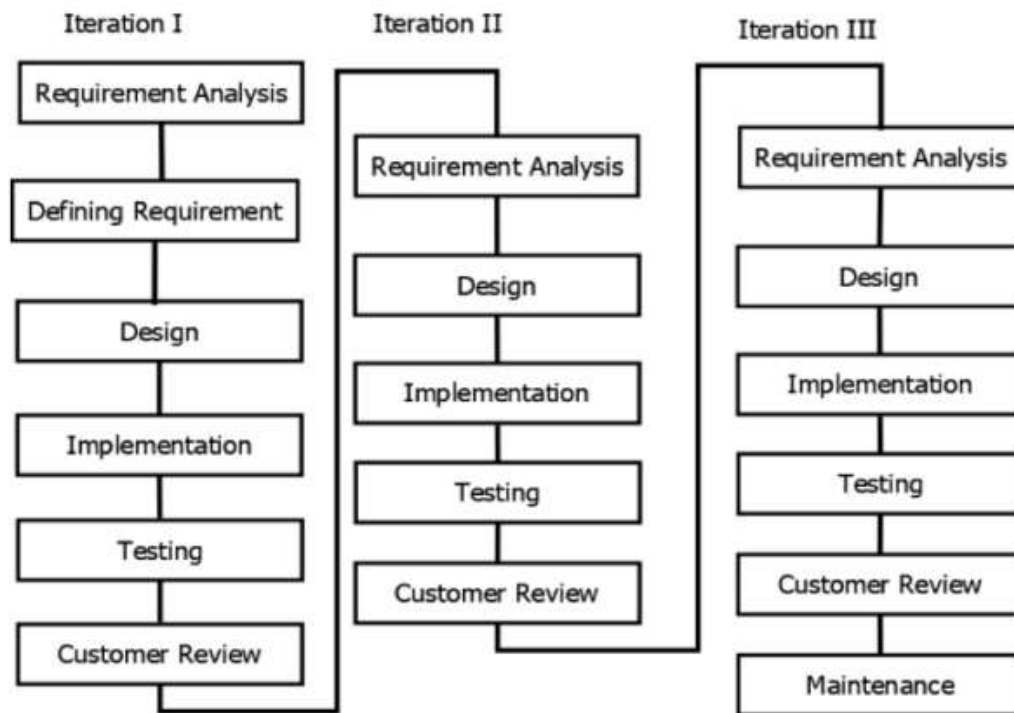 Iteration I
Requirement Analysis
Defining Requirement
Design
Implementation
Testing
Customer Review
Iteration II
Requirement Analysis
Design
Implementation
Testing
Customer Review
Iteration III
Requirement Analysis
Design
Implementation
Testing
Customer Review
Maintenance